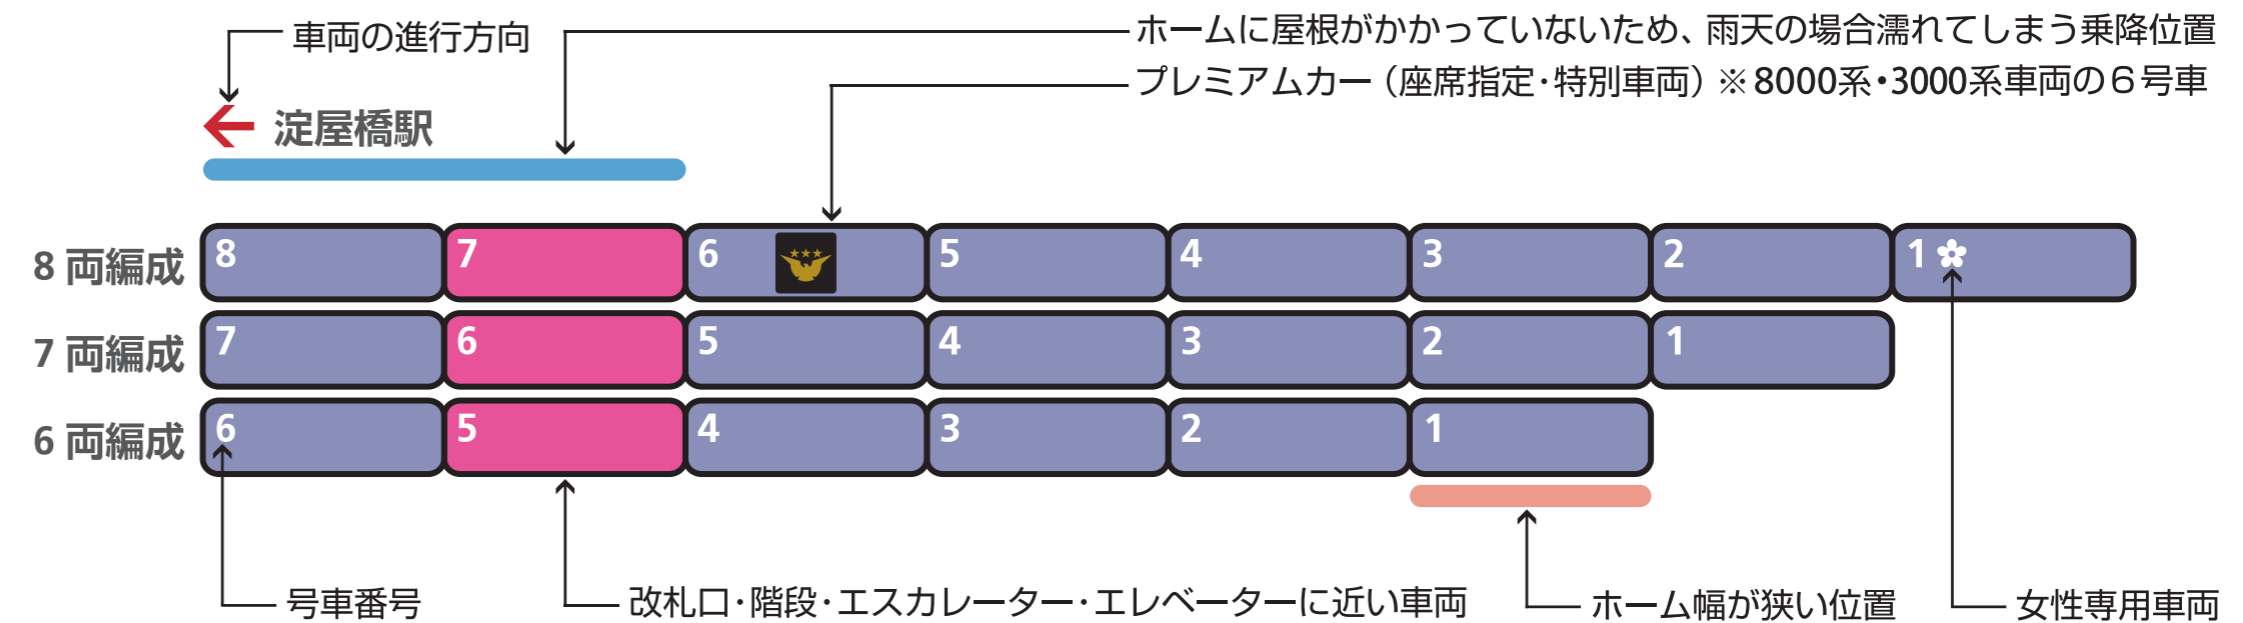 車両の進行方向
ホームに屋根がかかっていないため、雨天の場合濡れてしまう乗降位置
プレミアムカー（座席指定・特別車両）※8000系・3000系車両の６号車
淀屋橋駅
8 両編成 8 7 6 5 4 3 2 1
7 両編成 7 6 5 4 3 2 1
6 両編成 6 5 4 3 2 1
号車番号
改札口・階段・エスカレーター・エレベーターに近い車両
ホーム幅が狭い位置
女性専用車両